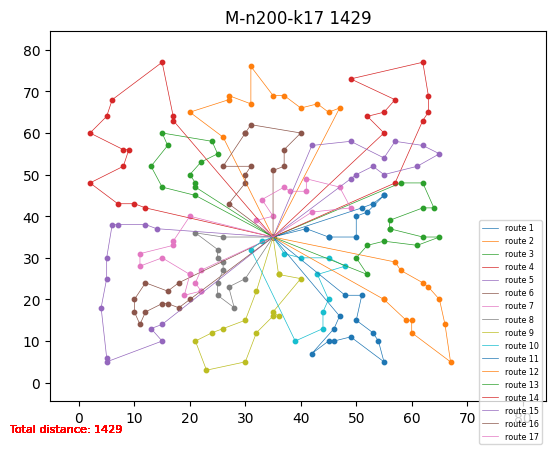 M-n200-k17 1429
80
70
60
50
40
30
20
10
0
0
10
20
30
40
50
60
70
80
route 1
route 2
route 3
route 4
route 5
route 6
route 7
route 8
route 9
route 10
route 11
route 12
route 13
route 14
route 15
route 16
route 17
Total distance: 1429